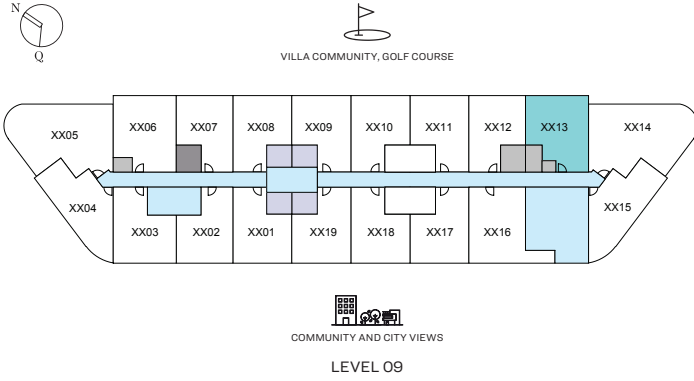 N
Q
VILLA COMMUNITY, GOLF COURSE
XX05 XX06 XX07 XX08 XX09 XX10 XX11 XX12 XX13 XX14
XX04 XX03 XX02 XX01 XX19 XX18 XX17 XX16 XX15
COMMUNITY AND CITY VIEWS
LEVEL 09